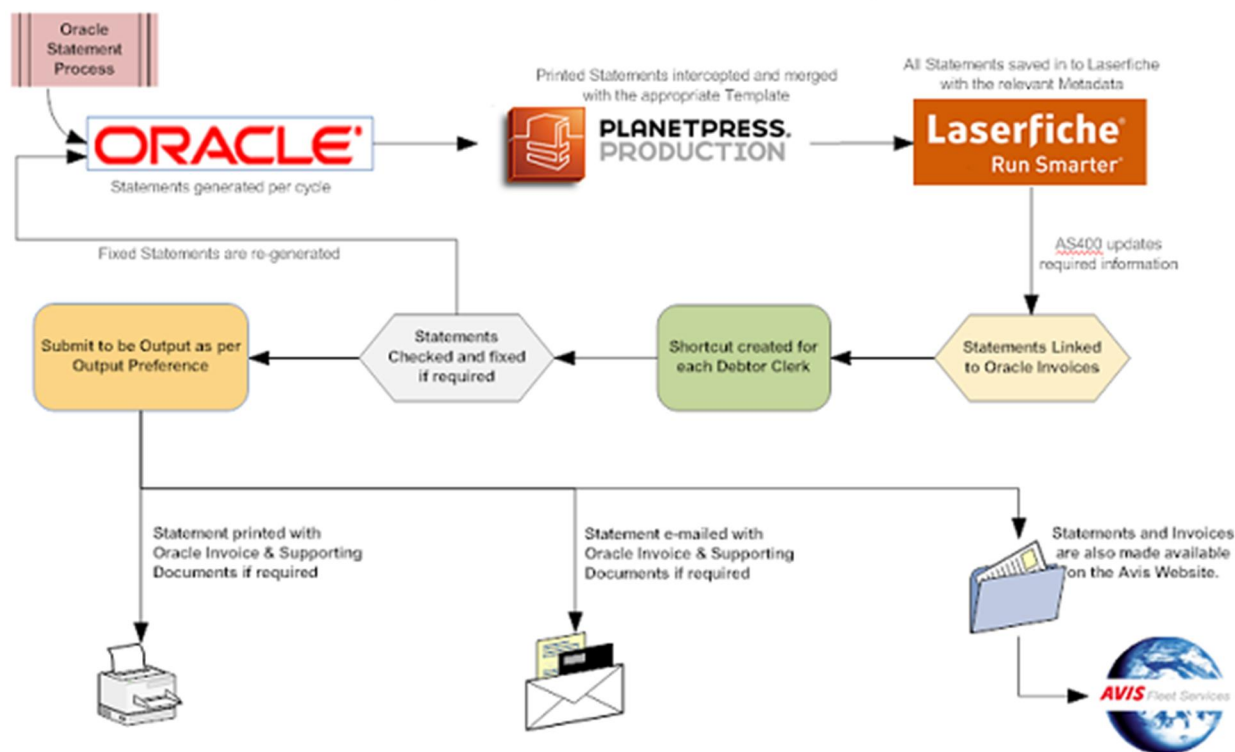 Oracle
Statement
Process
Printed Statements intercepted and merged
with the appropriate Template
All Statements saved in to Laserfiche
with the relevant Metadata
ORACLE
PLANETPRESS.
PRODUCTION
Laserfiche®
Run Smarter®
Statements generated per cycle
Fixed Statements are re-generated
AS400 updates
required information
Submit to be Output as per
Output Preference
Statements
Checked and fixed
if required
Shortcut created for
each Debtor Clerk
Statements Linked
to Oracle Invoices
Statement printed with
Oracle Invoice & Supporting
Documents if required
Statement e-mailed with
Oracle Invoice & Supporting
Documents if required
Statements and Invoices
are also made available
on the Avis Website.
AVIS Fleet Services